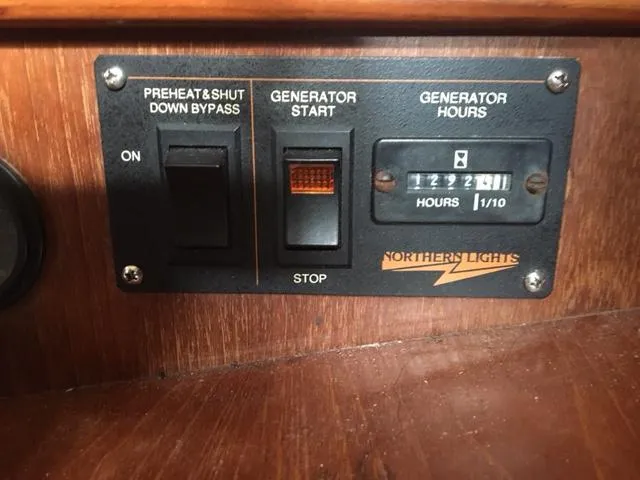 PREHEAT&SHUT
DOWN BYPASS
ON
GENERATOR
START
STOP
GENERATOR
HOURS
HOURS 1/10
NORTHERN LIGHTS